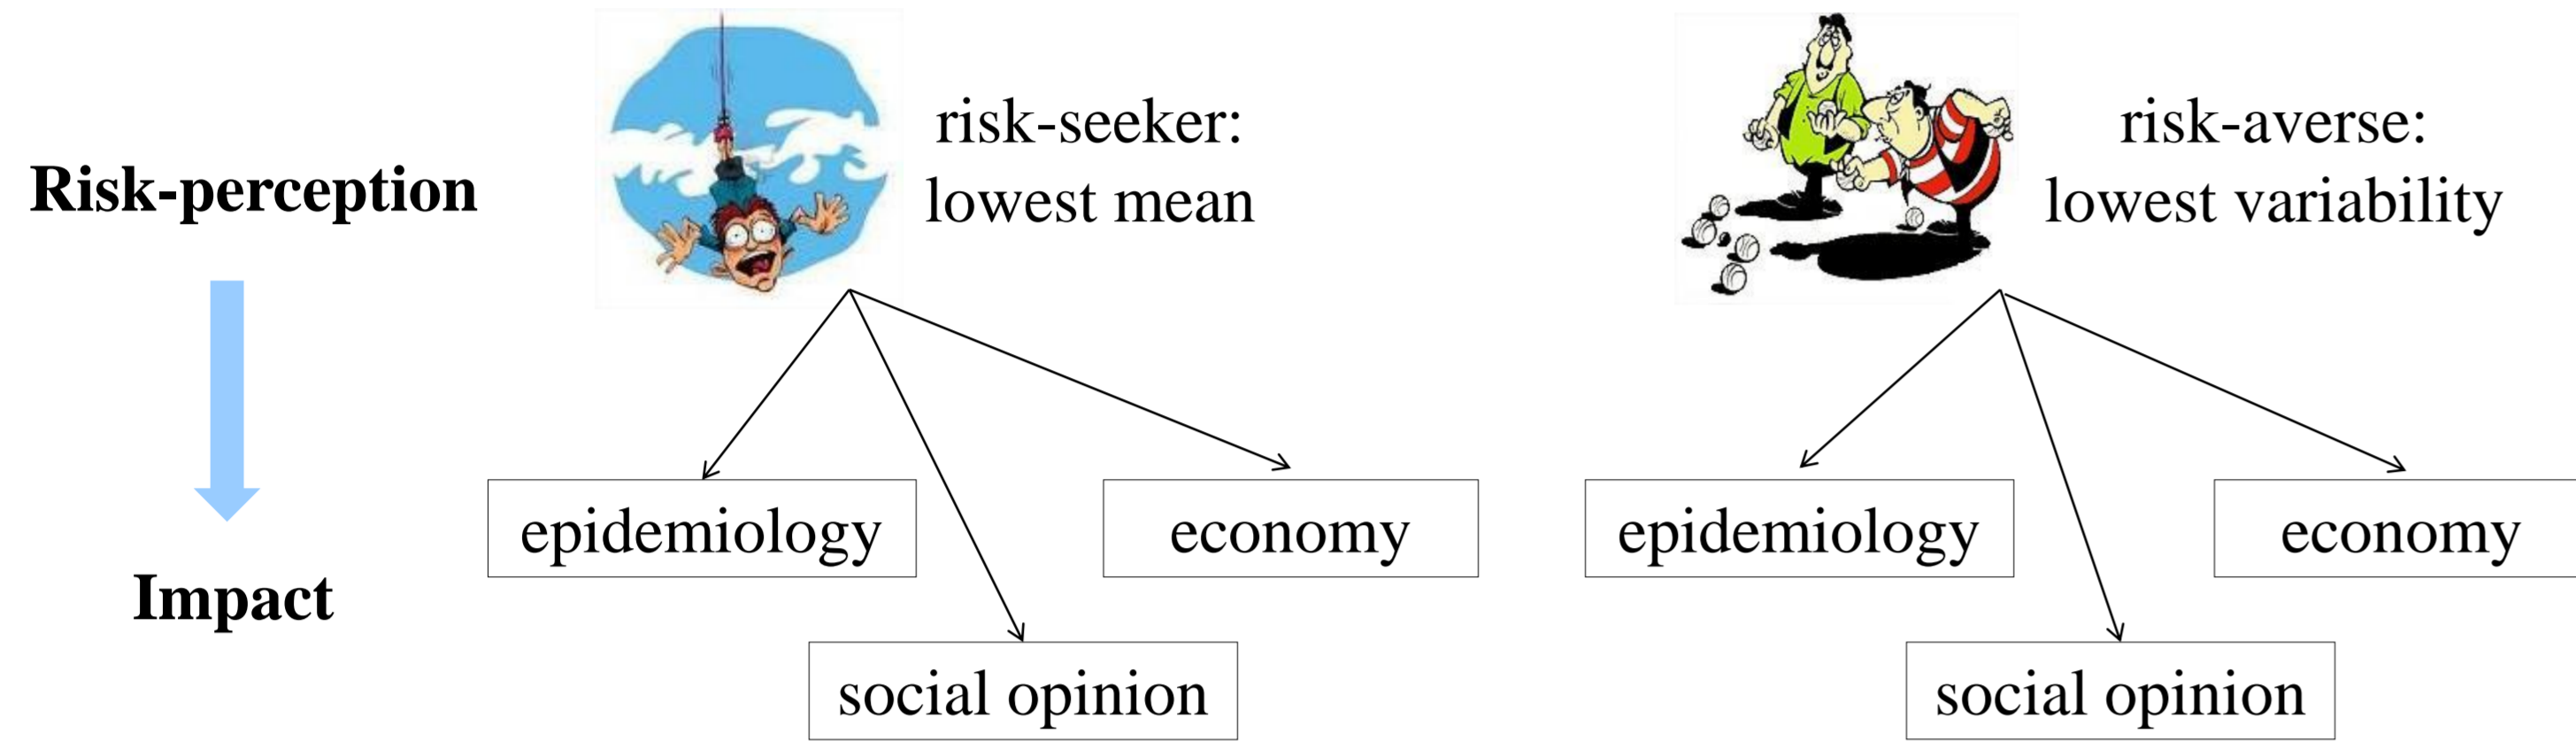 Risk-perception
risk-seeker:
lowest mean
risk-averse:
lowest variability
Impact
epidemiology
economy
social opinion
epidemiology
economy
social opinion